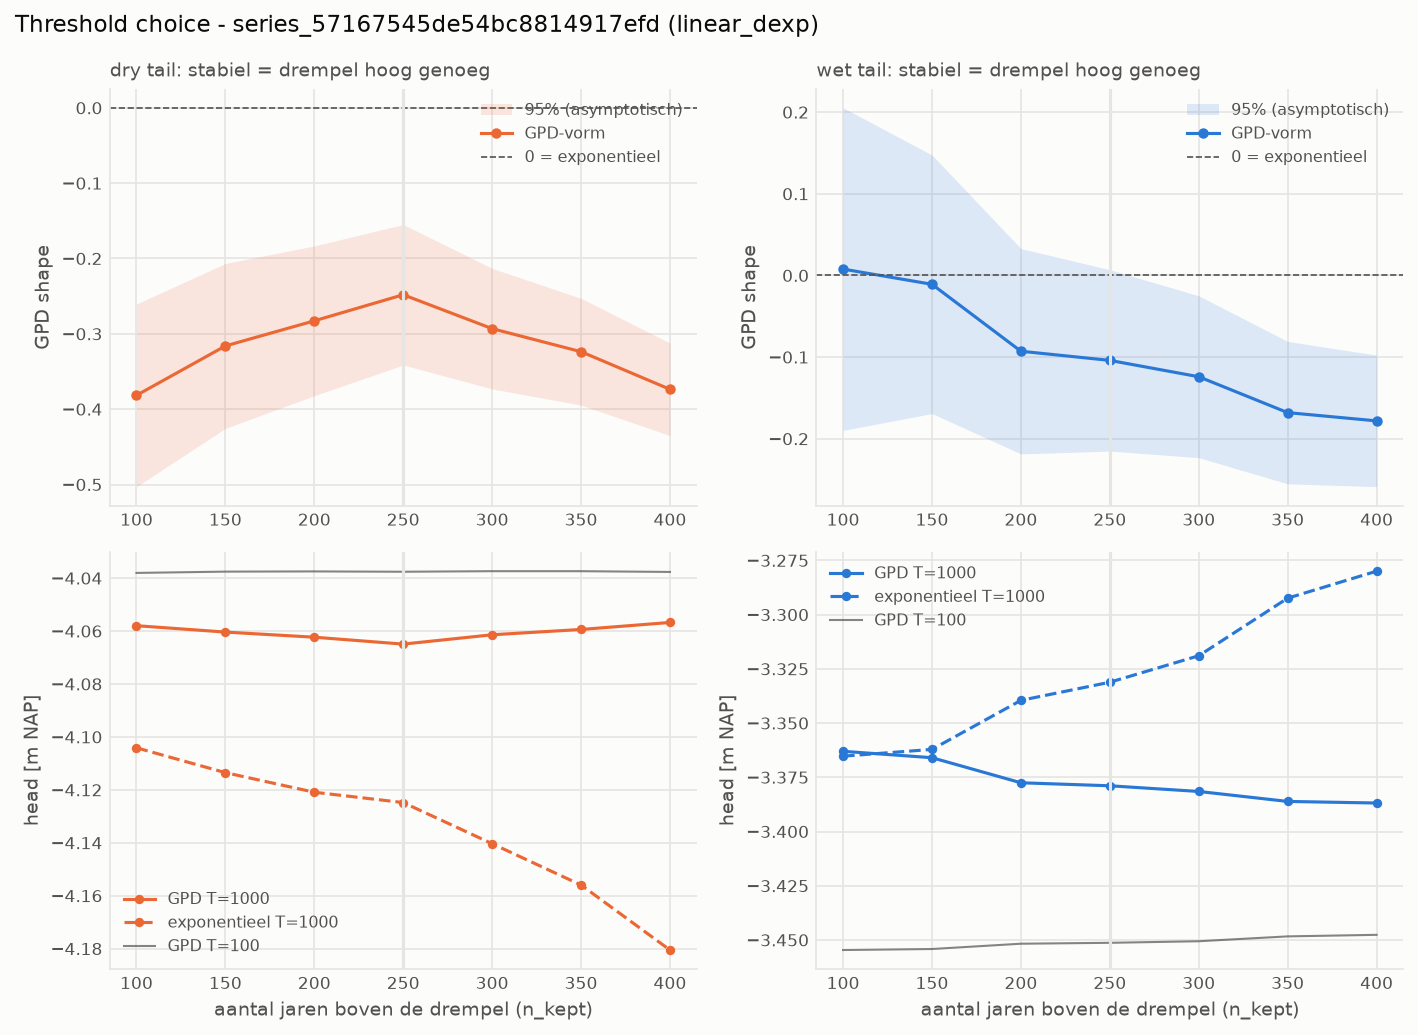 Threshold choice - series_57167545de54bc8814917efd (linear_dexp)
dry tail: stabiel = drempel hoog genoeg
0.0
−0.1
−0.2
−0.3
−0.4
−0.5
GPD shape
95% (asymptotisch)
GPD-vorm
0 = exponentieel
100 150 200 250 300 350 400
wet tail: stabiel = drempel hoog genoeg
0.2
0.1
0.0
−0.1
−0.2
GPD shape
95% (asymptotisch)
GPD-vorm
0 = exponentieel
100 150 200 250 300 350 400
−4.04
−4.06
−4.08
−4.10
−4.12
−4.14
−4.16
−4.18
head [m NAP]
GPD T=1000
exponentieel T=1000
GPD T=100
100 150 200 250 300 350 400
aantal jaren boven de drempel (n_kept)
−3.275
−3.300
−3.325
−3.350
−3.375
−3.400
−3.425
−3.450
head [m NAP]
GPD T=1000
exponentieel T=1000
GPD T=100
100 150 200 250 300 350 400
aantal jaren boven de drempel (n_kept)